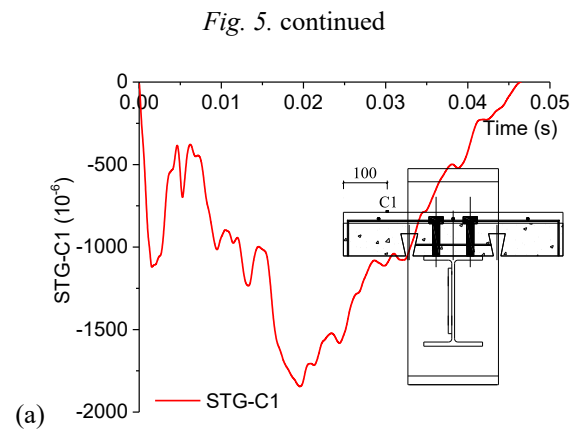 Fig. 5. continued
0
0.00 0.01 0.02 0.03 0.04 0.05
Time (s)
-500
100
C1
STG-C1 (10-6)
-1000
-1500
STG-C1
-2000
(a)